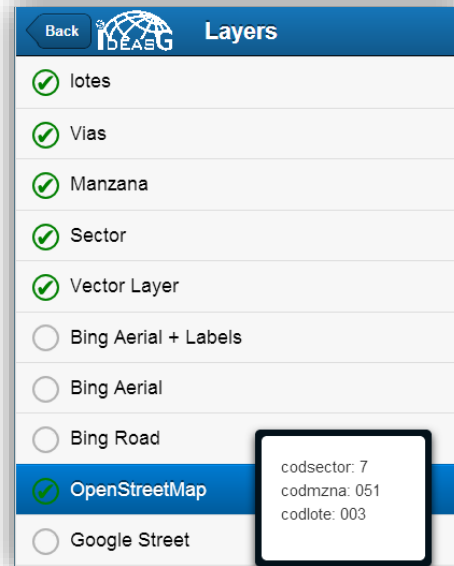 Back
iDEASG
Layers
lotes
Vias
Manzana
Sector
Vector Layer
Bing Aerial + Labels
Bing Aerial
Bing Road
OpenStreetMap
Google Street
codsector: 7
codmzna: 051
codlote: 003